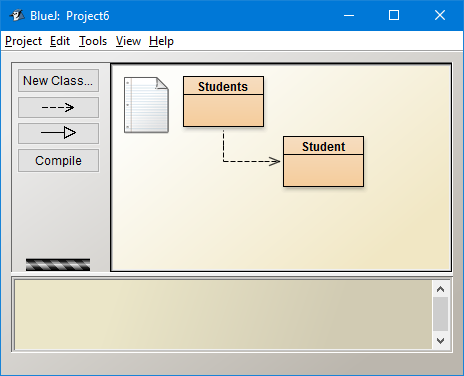 BlueJ:  Project6
Project Edit Tools View Help
New Class...
Students
Student
Compile